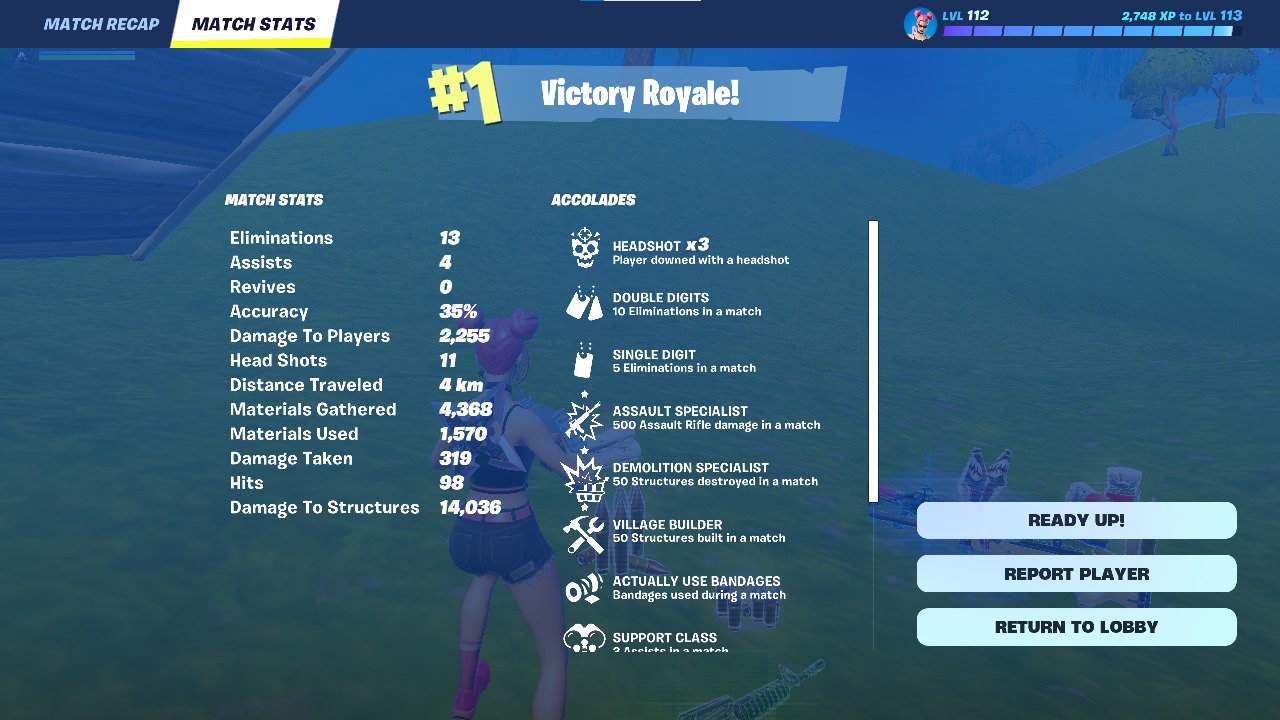 MATCH RECAP
MATCH STATS
LVL 112
2,748 XP to LVL 113
#1
Victory Royale!
MATCH STATS
Eliminations 13
Assists 4
Revives 0
Accuracy 35%
Damage To Players 2,255
Head Shots 11
Distance Traveled 4 km
Materials Gathered 4,368
Materials Used 1,570
Damage Taken 319
Hits 98
Damage To Structures 14,036
ACCOLADES
HEADSHOT x3
Player downed with a headshot
DOUBLE DIGITS
10 Eliminations in a match
SINGLE DIGIT
5 Eliminations in a match
ASSAULT SPECIALIST
500 Assault Rifle damage in a match
DEMOLITION SPECIALIST
50 Structures destroyed in a match
VILLAGE BUILDER
50 Structures built in a match
ACTUALLY USE BANDAGES
Bandages used during a match
SUPPORT CLASS
Assists in a match
READY UP!
REPORT PLAYER
RETURN TO LOBBY